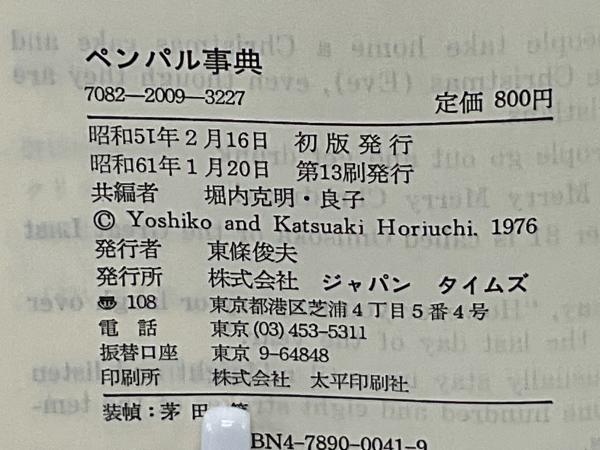 ペンパル事典
7082—2009—3227 定価 800円
昭和51年2月16日 初版発行
昭和61年1月20日 第13刷発行
共編者 堀内克明・良子
© Yoshiko and Katsuaki Horiuchi. 1976
発行者 東條俊夫
発行所 株式会社 ジャパン タイムズ
108 東京都港区芝浦4丁目5番4号
電話 東京(03)453-5311
振替口座 東京 9-64848
印刷所 株式会社 太平印刷社
装幀：茅田
BN4-7890-0041-9